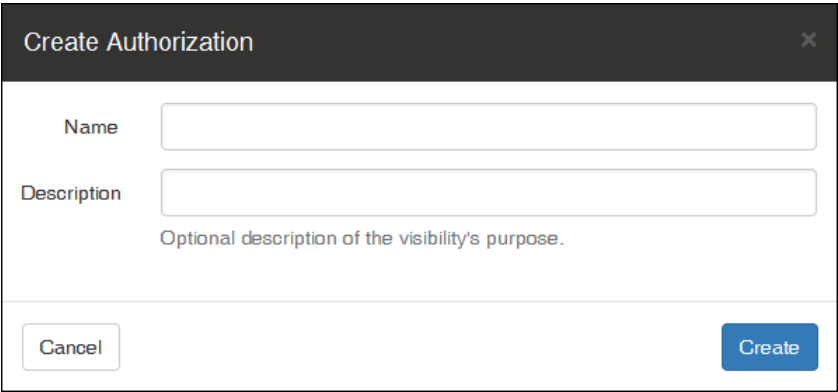 Create Authorization ×
Name
Description
Optional description of the visibility's purpose.
Cancel Create